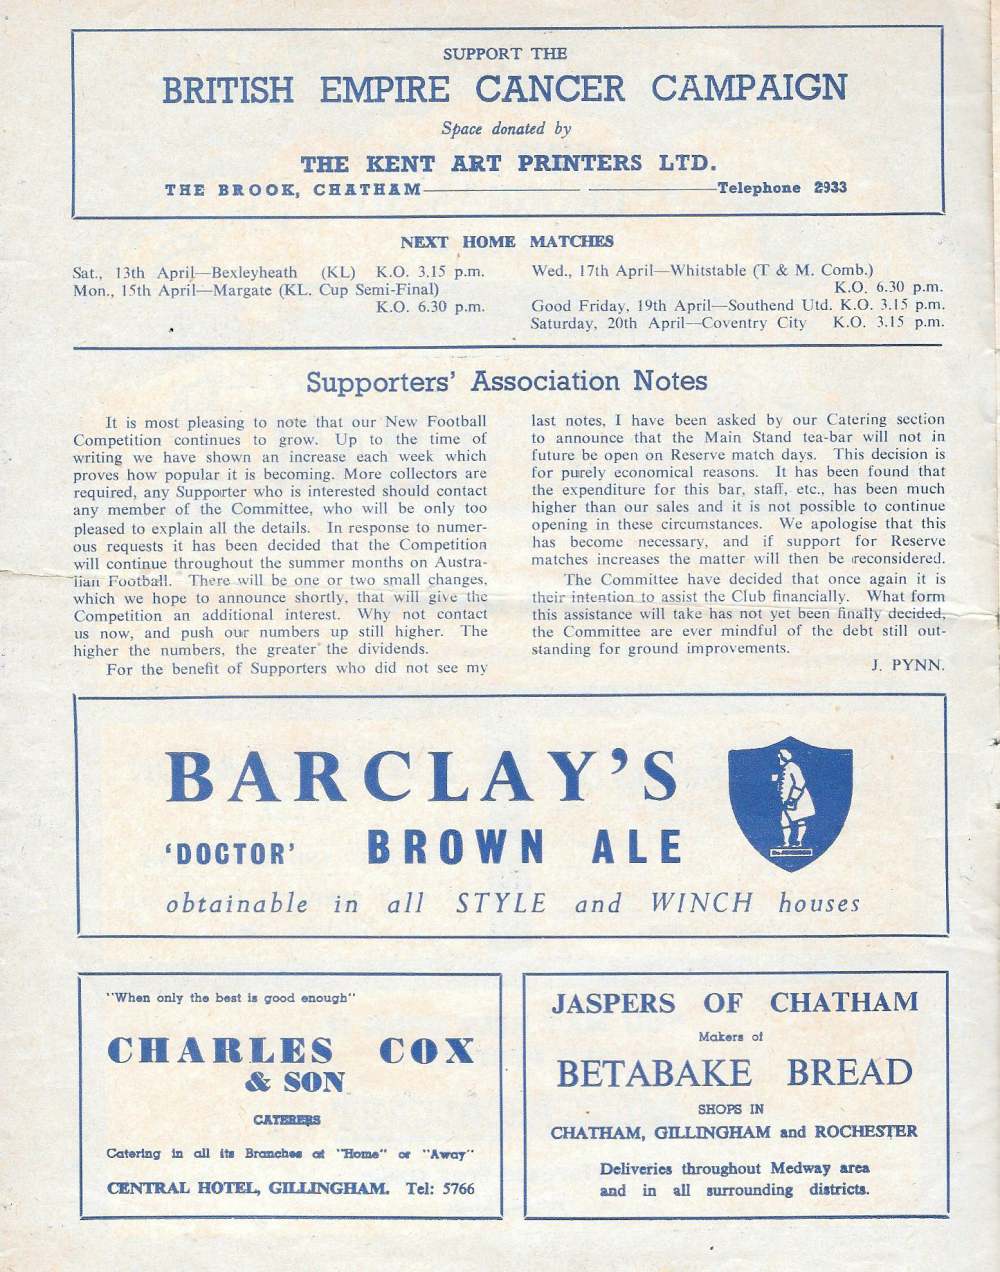 SUPPORT THE
BRITISH EMPIRE CANCER CAMPAIGN
Space donated by
THE KENT ART PRINTERS LTD.
THE BROOK, CHATHAM — Telephone 2933
NEXT HOME MATCHES
Sat., 13th April—Bexleyheath (KL) K.O. 3.15 p.m.
Mon., 15th April—Margate (KL. Cup Semi-Final)
K.O. 6.30 p.m.
Wed., 17th April—Whitstable (T & M. Comb.)
K.O. 6.30 p.m.
Good Friday, 19th April—Southend Utd. K.O. 3.15 p.m.
Saturday, 20th April—Coventry City K.O. 3.15 p.m.
Supporters' Association Notes
It is most pleasing to note that our New Football
Competition continues to grow. Up to the time of
writing we have shown an increase each week which
proves how popular it is becoming. More collectors are
required, any Supporter who is interested should contact
any member of the Committee, who will be only too
pleased to explain all the details. In response to numer-
ous requests it has been decided that the Competition
will continue throughout the summer months on Austra-
lian Football. There will be one or two small changes,
which we hope to announce shortly, that will give the
Competition an additional interest. Why not contact
us now, and push our numbers up still higher. The
higher the numbers, the greater the dividends.
For the benefit of Supporters who did not see my
last notes, I have been asked by our Catering section
to announce that the Main Stand tea-bar will not in
future be open on Reserve match days. This decision is
for purely economical reasons. It has been found that
the expenditure for this bar, staff, etc., has been much
higher than our sales and it is not possible to continue
opening in these circumstances. We apologise that this
has become necessary, and if support for Reserve
matches increases the matter will then be reconsidered.
The Committee have decided that once again it is
their intention to assist the Club financially. What form
this assistance will take has not yet been finally decided,
the Committee are ever mindful of the debt still out-
standing for ground improvements.
J. PYNN.
BARCLAY'S
'DOCTOR' BROWN ALE
obtainable in all STYLE and WINCH houses
"When only the best is good enough"
CHARLES COX
& SON
CATERERS
Catering in all its Branches at "Home" or "Away"
CENTRAL HOTEL, GILLINGHAM. Tel: 5766
JASPERS OF CHATHAM
Makers of
BETABAKE BREAD
SHOPS IN
CHATHAM, GILLINGHAM and ROCHESTER
Deliveries throughout Medway area
and in all surrounding districts.